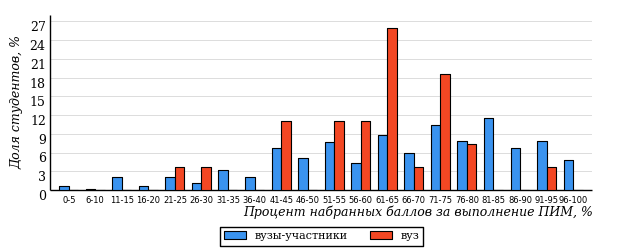 Доля студентов, %
27
24
21
18
15
12
9
6
3
0
0-5 6-10 11-15 16-20 21-25 26-30 31-35 36-40 41-45 46-50 51-55 56-60 61-65 66-70 71-75 76-80 81-85 86-90 91-95 96-100
Процент набранных баллов за выполнение ПИМ, %
вузы-участники вуз